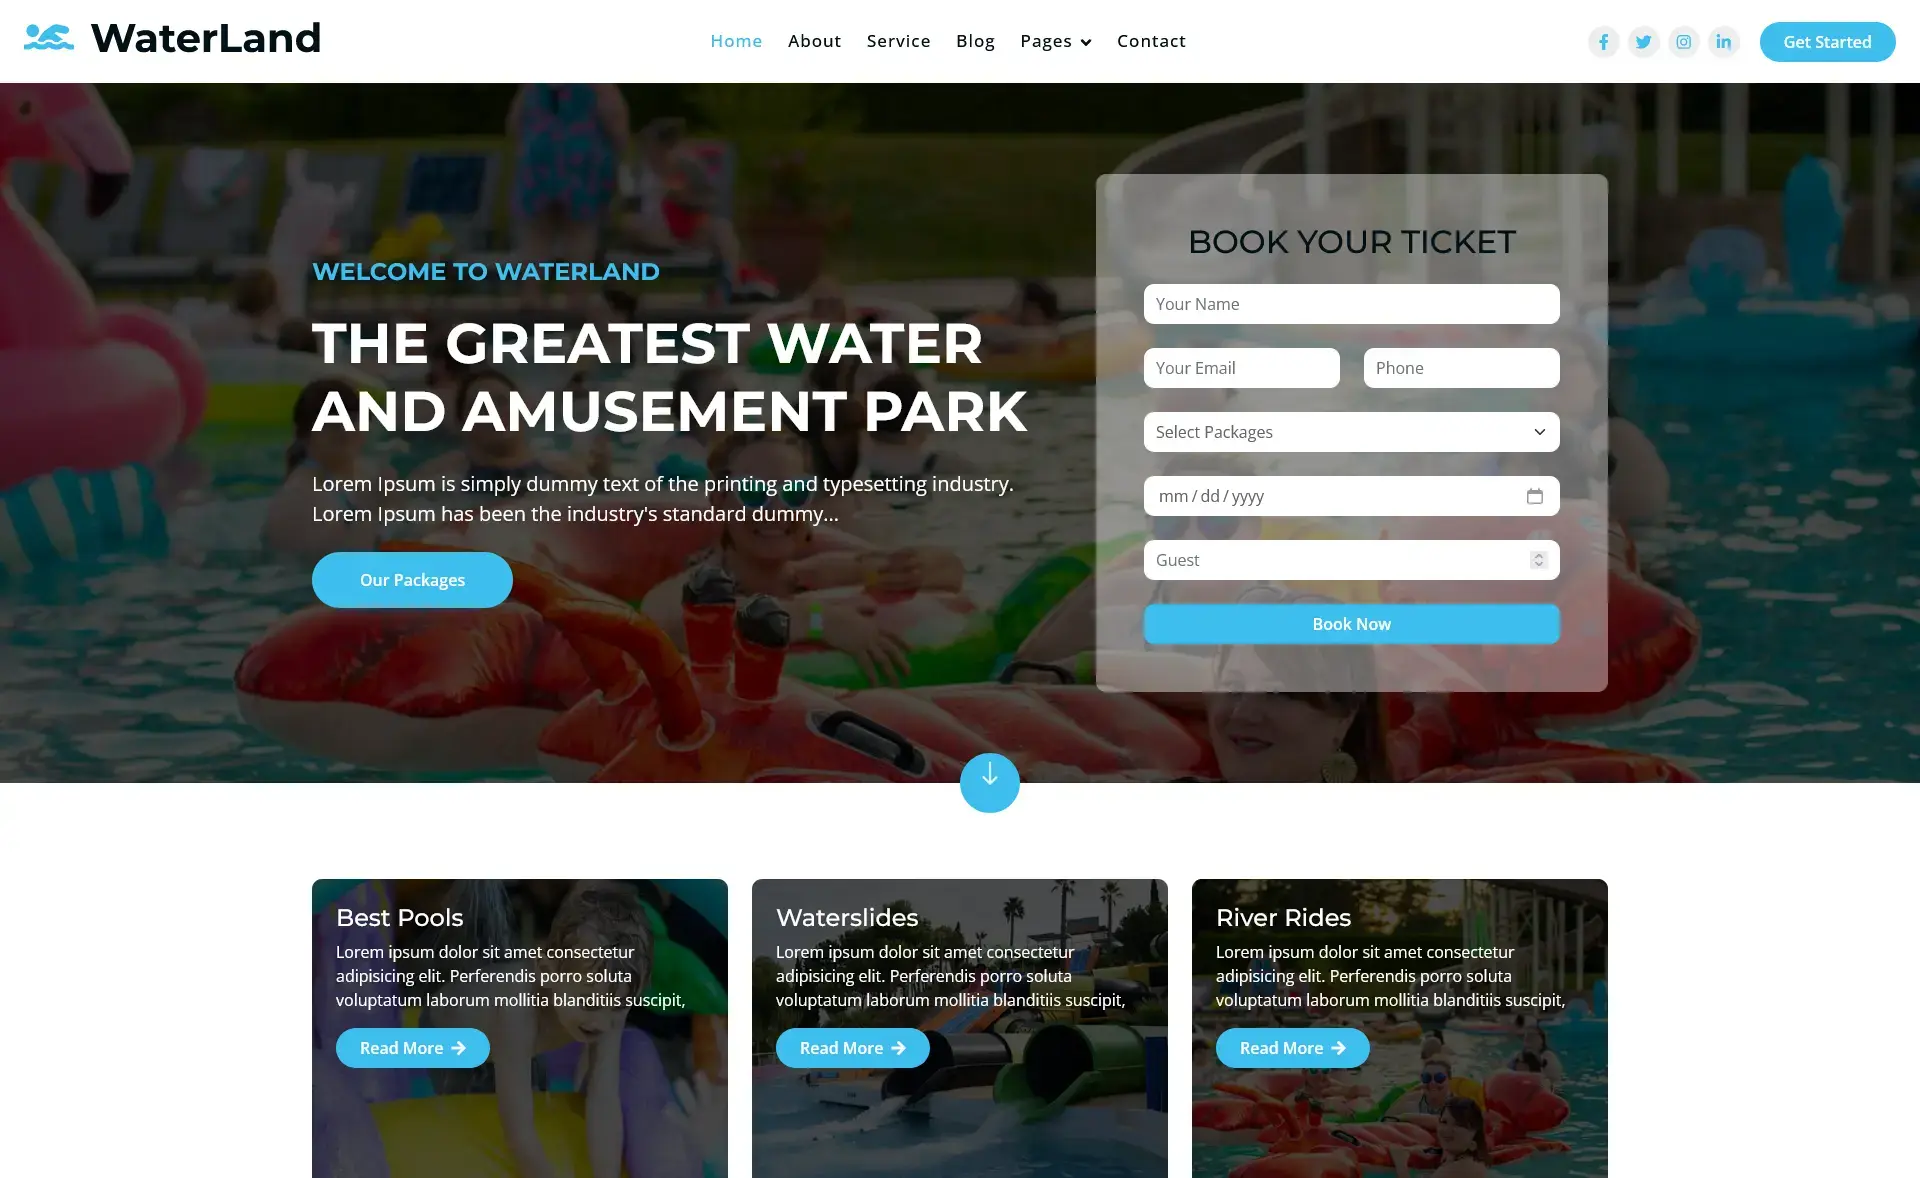 WaterLand
Home
About
Service
Blog
Pages
Contact
Get Started
WELCOME TO WATERLAND
THE GREATEST WATER
AND AMUSEMENT PARK
Lorem Ipsum is simply dummy text of the printing and typesetting industry.
Lorem Ipsum has been the industry's standard dummy...
Our Packages
BOOK YOUR TICKET
Your Name
Your Email
Phone
Select Packages
mm / dd / yyyy
Guest
Book Now
Best Pools
Lorem ipsum dolor sit amet consectetur
adipisicing elit. Perferendis porro soluta
voluptatum laborum mollitia blanditiis suscipit,
Read More
Waterslides
Lorem ipsum dolor sit amet consectetur
adipisicing elit. Perferendis porro soluta
voluptatum laborum mollitia blanditiis suscipit,
Read More
River Rides
Lorem ipsum dolor sit amet consectetur
adipisicing elit. Perferendis porro soluta
voluptatum laborum mollitia blanditiis suscipit,
Read More